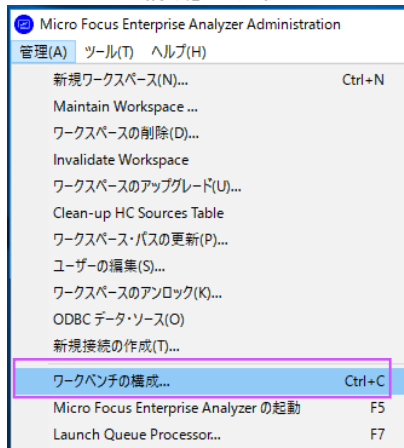 Micro Focus Enterprise Analyzer Administration
管理(A) ツール(T) ヘルプ(H)
新規ワークスペース(N)... Ctrl+N
Maintain Workspace ...
ワークスペースの削除(D)...
Invalidate Workspace
ワークスペースのアップグレード(U)...
Clean-up HC Sources Table
ワークスペース・パスの更新(P)...
ユーザーの編集(S)...
ワークスペースのアンロック(K)...
ODBC データ・ソース(O)
新規接続の作成(T)...
ワークベンチの構成... Ctrl+C
Micro Focus Enterprise Analyzer の起動 F5
Launch Queue Processor... F7